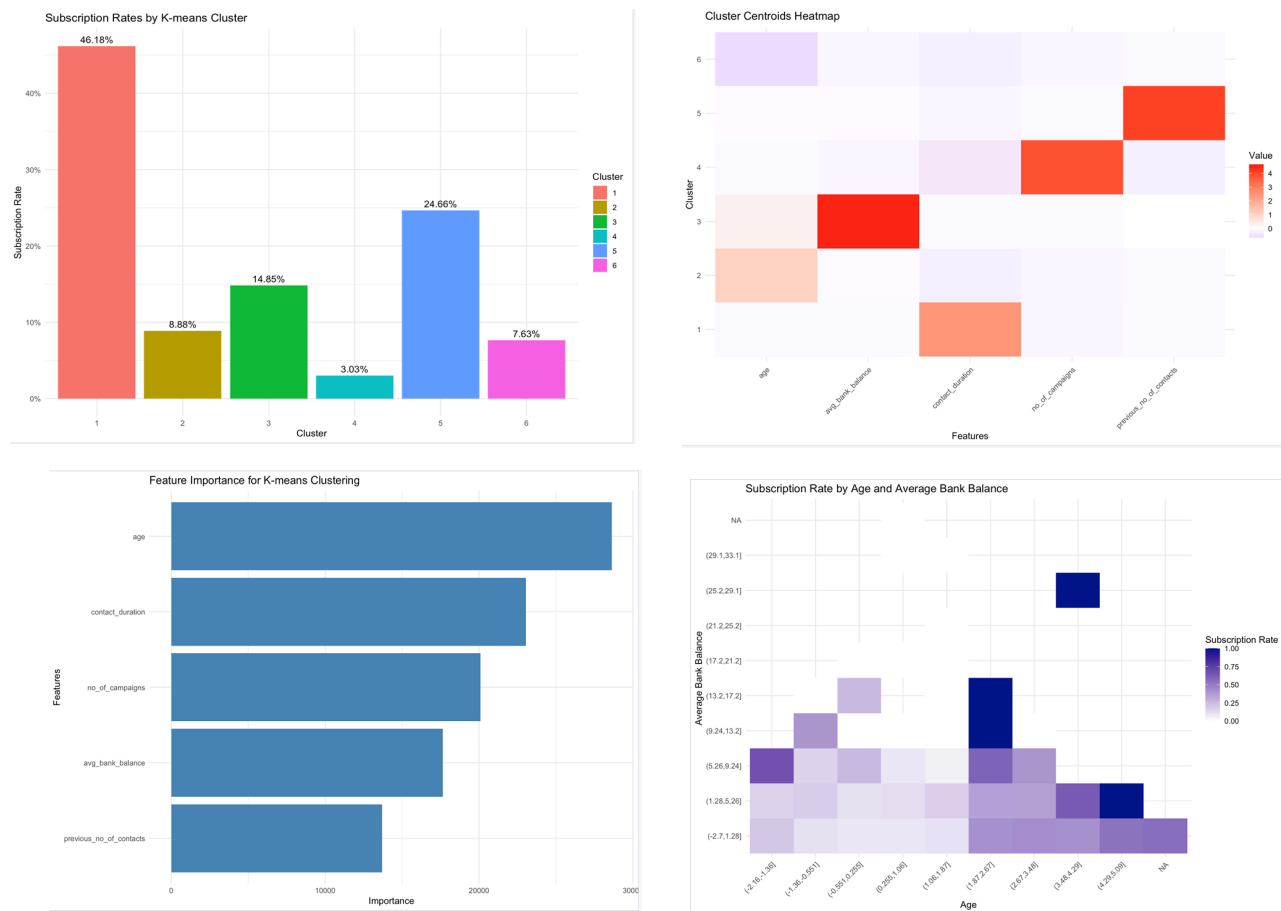 Subscription Rates by K-means Cluster
46.18%
8.88%
14.85%
3.03%
24.66%
7.63%
40%
30%
20%
10%
0%
Subscription Rate
1
2
3
4
5
6
Cluster
Cluster
1
2
3
4
5
6
Cluster Centroids Heatmap
6
5
4
3
2
1
Cluster
age
avg_bank_balance
contact_duration
no_of_campaigns
previous_no_of_contacts
Features
Value
4
3
2
1
0
Feature Importance for K-means Clustering
age
contact_duration
no_of_campaigns
avg_bank_balance
previous_no_of_contacts
Features
0
10000
20000
3000
Importance
Subscription Rate by Age and Average Bank Balance
NA
(29.1,33.1]
(25.2,29.1]
(21.2,25.2]
(17.2,21.2]
(13.2,17.2]
(9.24,13.2]
(5.26,9.24]
(1.28,5.26]
(-2.7,1.28]
Average Bank Balance
(-2.16,-1.36]
(-1.36,-0.551]
(-0.551,0.255]
(0.255,1.06]
(1.06,1.87]
(1.87,2.67]
(2.67,3.48]
(3.48,4.29]
(4.29,5.09]
NA
Age
Subscription Rate
1.00
0.75
0.50
0.25
0.00